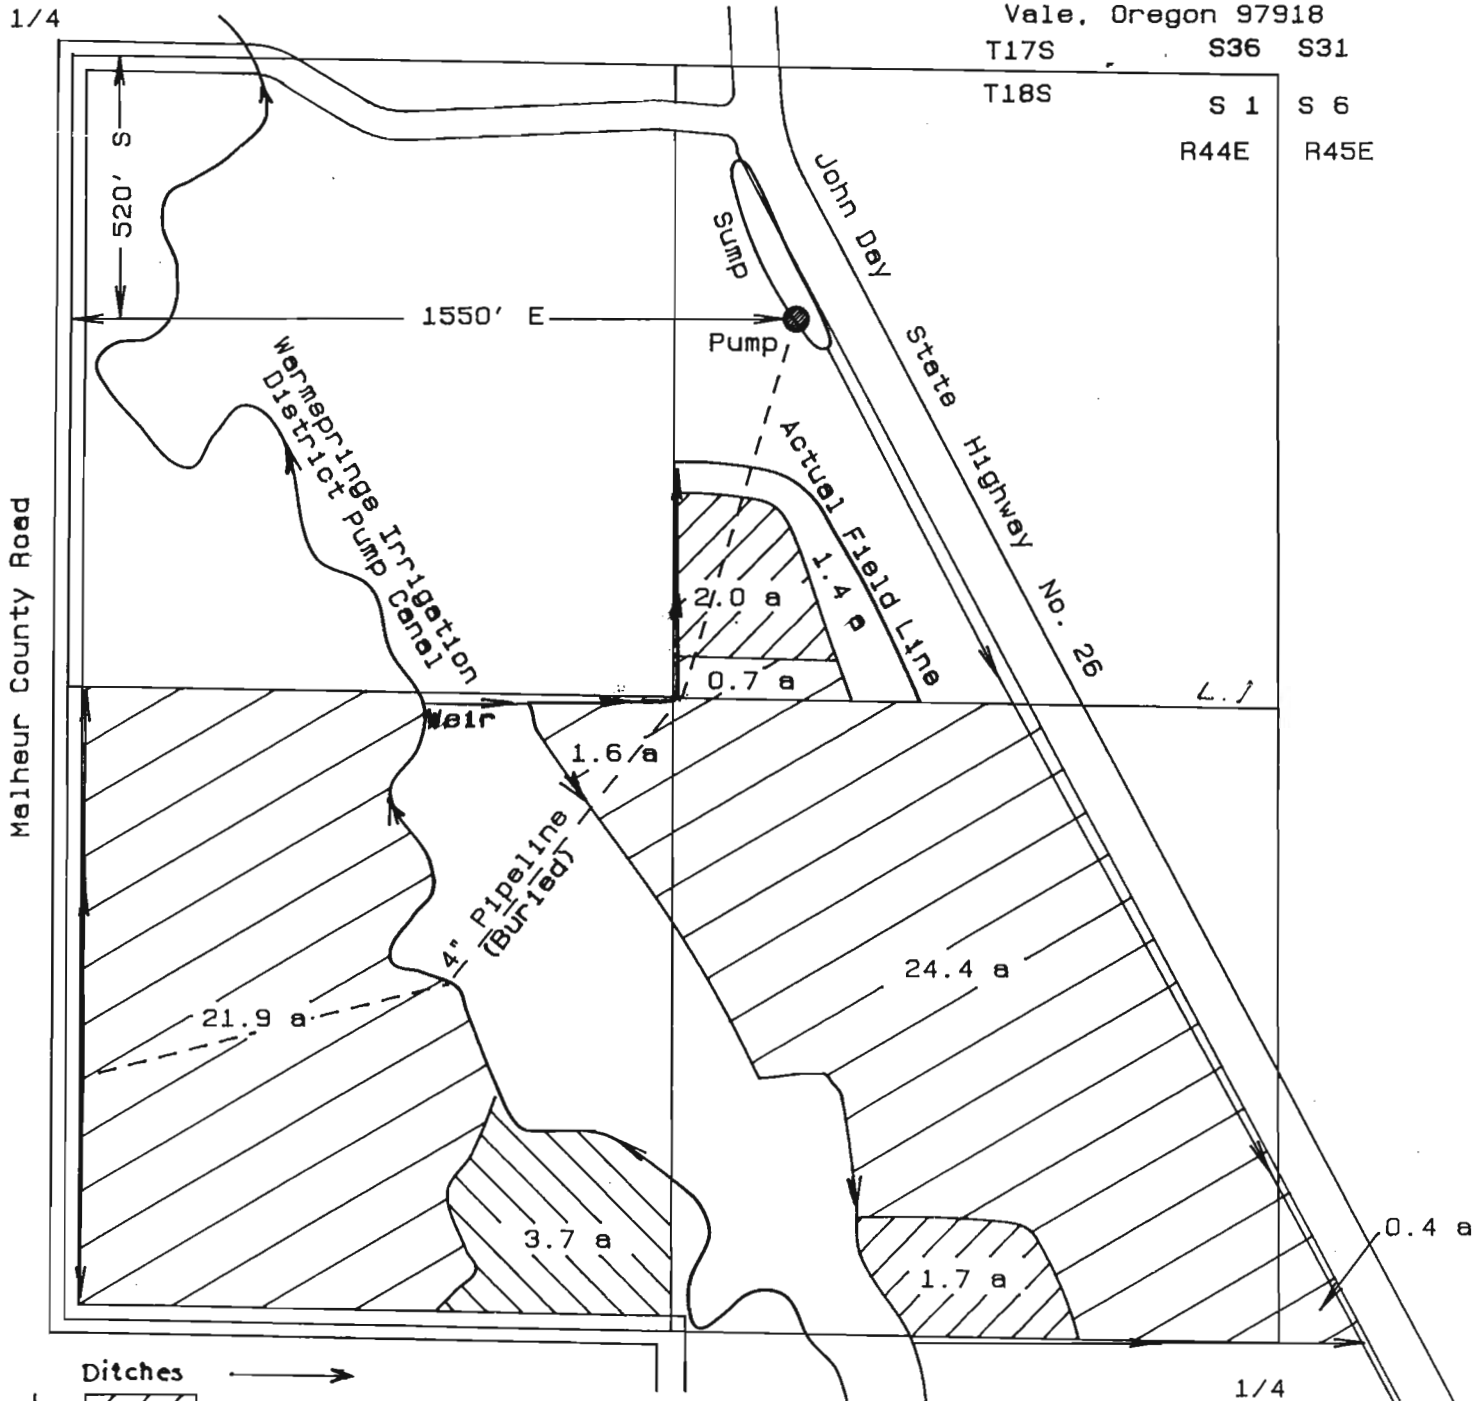 1/4
Vale, Oregon 97918
T17S S36 S31
T18S S 1 S 6
R44E R45E
520' S
1550' E
Sump
Pump
John Day State Highway No. 26
Warmsprings Irrigation
District Pump Canal
Actual Field Line
Malheur County Road
1.4 a
2.0 a
0.7 a
L.J
Weir
1.6 a
4" Pipeline
(Buried)
24.4 a
21.9 a
3.7 a
1.7 a
0.4 a
Ditches
1/4